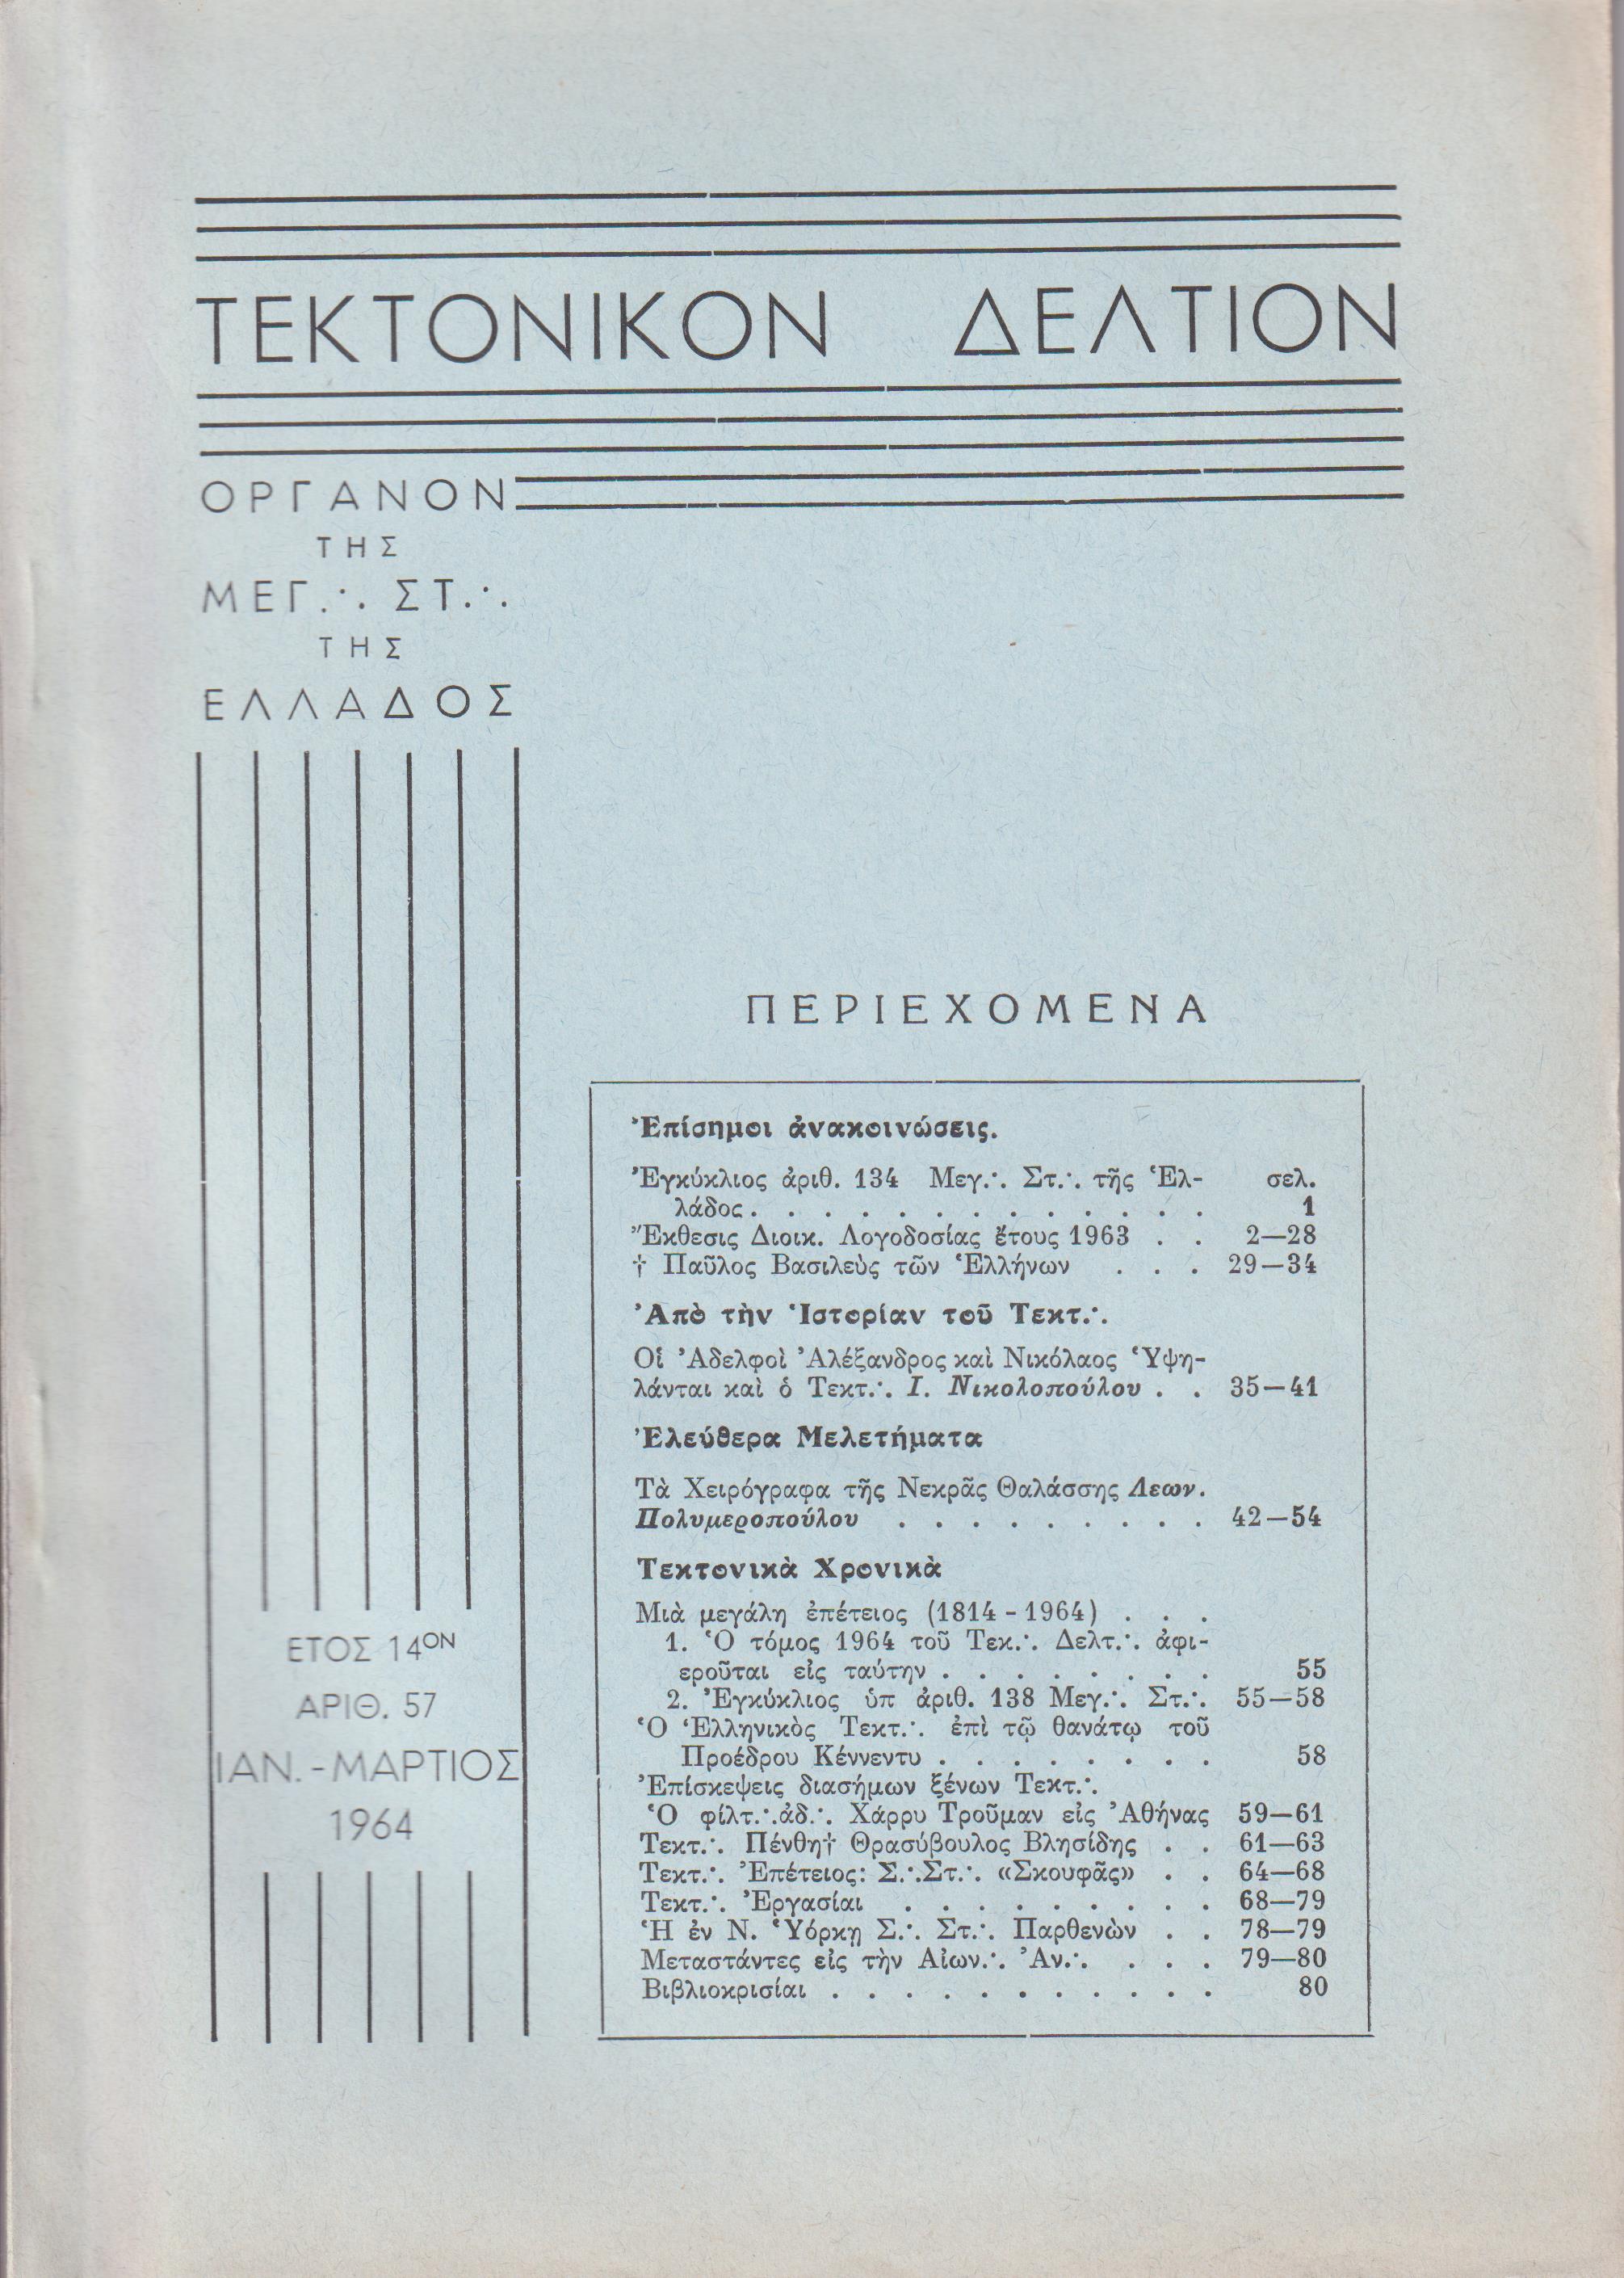 ΤΕΚΤΟΝΙΚΟΝ ΔΕΛΤΙΟΝ
ΟΡΓΑΝΟΝ
ΤΗΣ
ΜΕΓ.·. ΣΤ.·.
ΤΗΣ
ΕΛΛΑΔΟΣ
ΕΤΟΣ 14ΟΝ
ΑΡΙΘ. 57
ΙΑΝ.-ΜΑΡΤΙΟΣ
1964
ΠΕΡΙΕΧΟΜΕΝΑ
Ἐπίσημοι ἀνακοινώσεις.
Ἐγκύκλιος ἀριθ. 134 Μεγ.·. Στ.·. τῆς Ἑλ- σελ.
λάδος . . . . . . . . . . . . . 1
Ἔκθεσις Διοικ. Λογοδοσίας ἔτους 1963 . . 2—28
† Παῦλος Βασιλεὺς τῶν Ἑλλήνων . . . 29—34
Ἀπὸ τὴν Ἱστορίαν τοῦ Τεκτ.·.
Οἱ Ἀδελφοὶ Ἀλέξανδρος καὶ Νικόλαος Ὑψη-
λάνται καὶ ὁ Τεκτ.·. Ι. Νικολοπούλου . . 35—41
Ἐλεύθερα Μελετήματα
Τὰ Χειρόγραφα τῆς Νεκρᾶς Θαλάσσης Λεων.
Πολυμεροπούλου . . . . . . . . . 42—54
Τεκτονικὰ Χρονικὰ
Μιὰ μεγάλη ἐπέτειος (1814 - 1964) . . .
1. Ὁ τόμος 1964 τοῦ Τεκ.·. Δελτ.·. ἀφι-
εροῦται εἰς ταύτην . . . . . . . . 55
2. Ἐγκύκλιος ὑπ ἀριθ. 138 Μεγ.·. Στ.·. 55—58
Ὁ Ἑλληνικὸς Τεκτ.·. ἐπὶ τῷ θανάτῳ τοῦ
Προέδρου Κέννεντυ . . . . . . . . 58
Ἐπίσκεψεις διασήμων ξένων Τεκτ.·.
Ὁ φίλτ.·.ἀδ.·. Χάρρυ Τροῦμαν εἰς Ἀθήνας 59—61
Τεκτ.·. Πένθη† Θρασύβουλος Βλησίδης . . 61—63
Τεκτ.·. Ἐπέτειος: Σ.·.Στ.·. «Σκουφᾶς» . . 64—68
Τεκτ.·. Ἐργασίαι . . . . . . . . . 68—79
Ἡ ἐν Ν. Ὑόρκῃ Σ.·. Στ.·. Παρθενὼν . . 78—79
Μεταστάντες εἰς τὴν Αἰων.·. Ἀν.·. . . . 79—80
Βιβλιοκρισίαι . . . . . . . . . . . 80